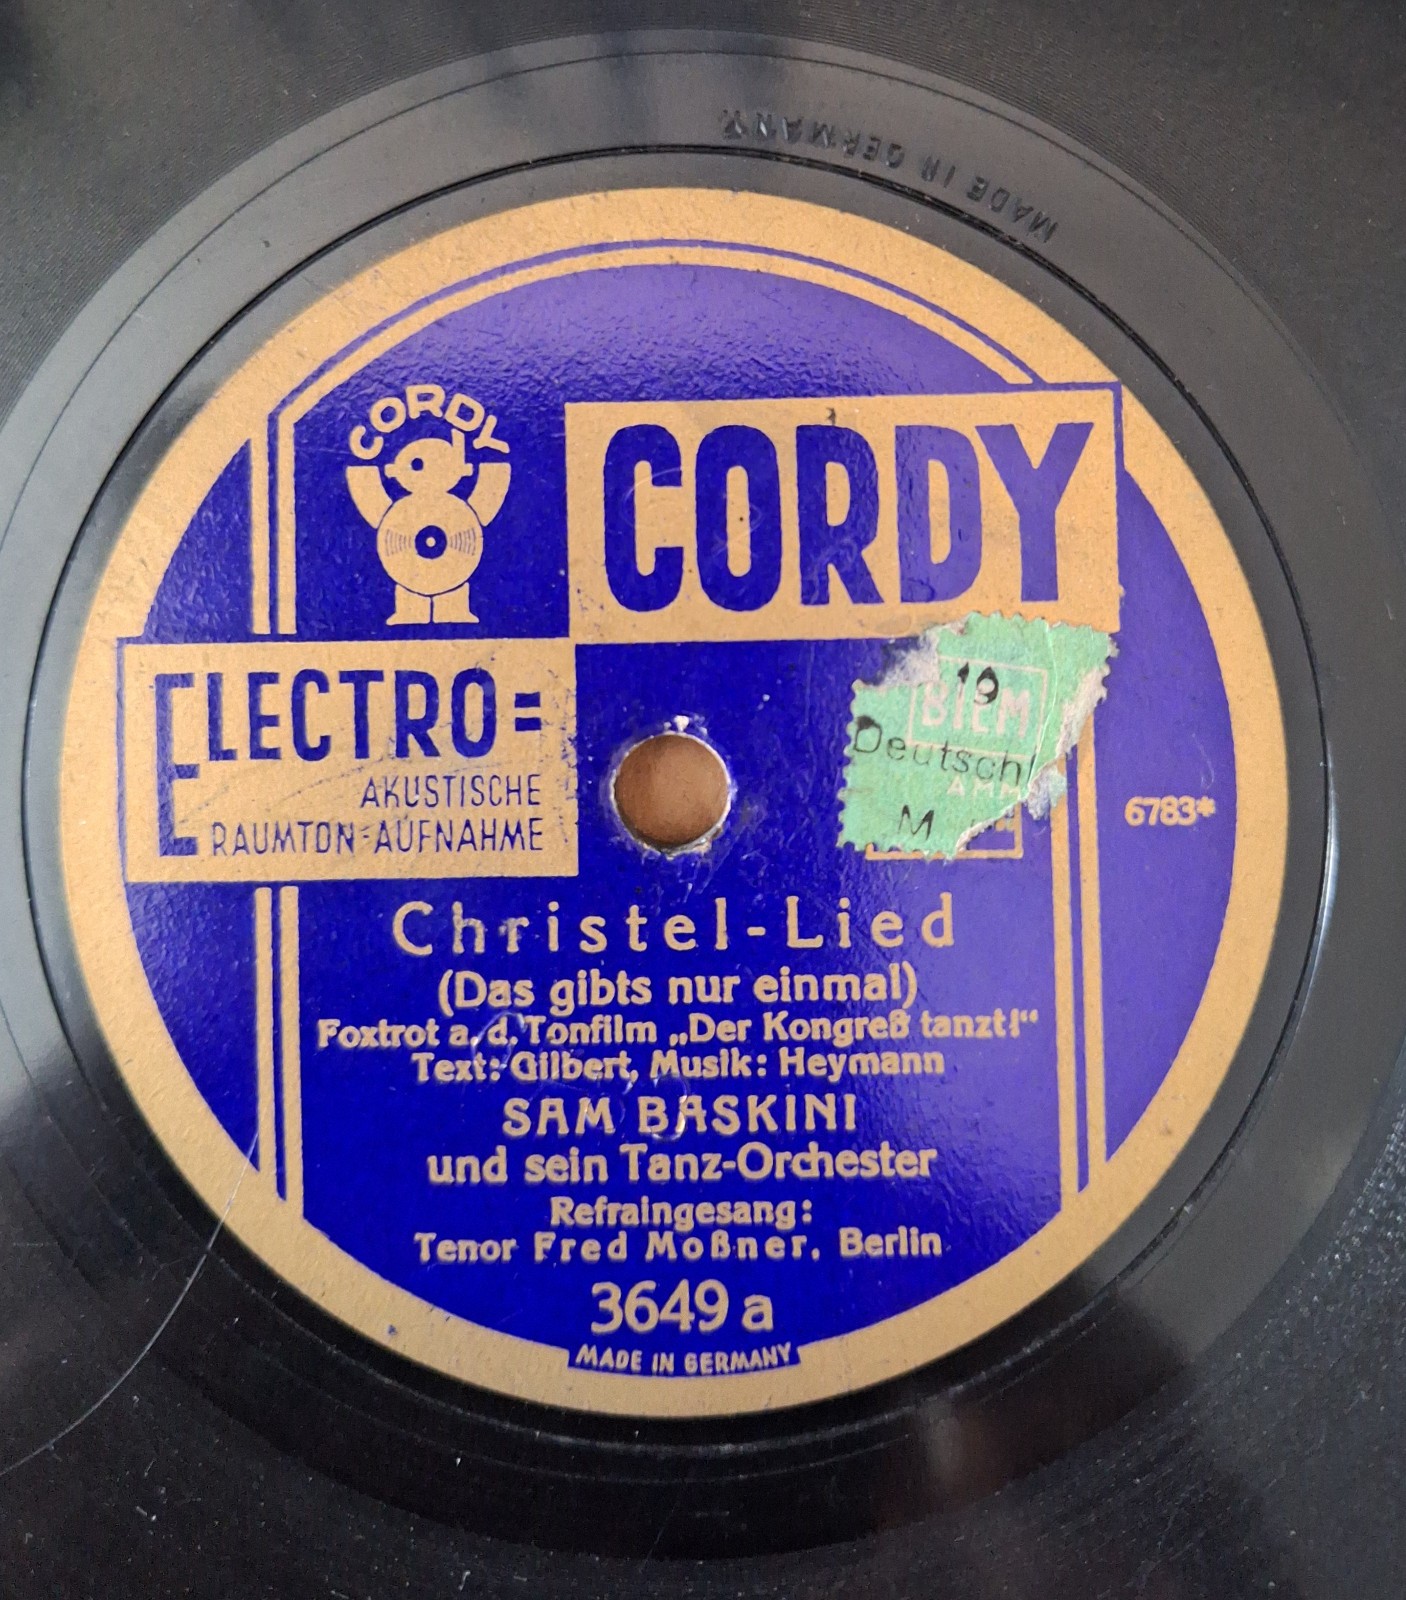 MADE IN GERMANY
CORDY
CORDY
ELECTRO=
AKUSTISCHE
RAUMTON=AUFNAHME
19
BIEM
Deutschl
M
6783*
Christel-Lied
(Das gibts nur einmal)
Foxtrot a. d. Tonfilm „Der Kongreß tanzt!“
Text: Gilbert, Musik: Heymann
SAM BASKINI
und sein Tanz-Orchester
Refraingesang:
Tenor Fred Moßner, Berlin
3649 a
MADE IN GERMANY